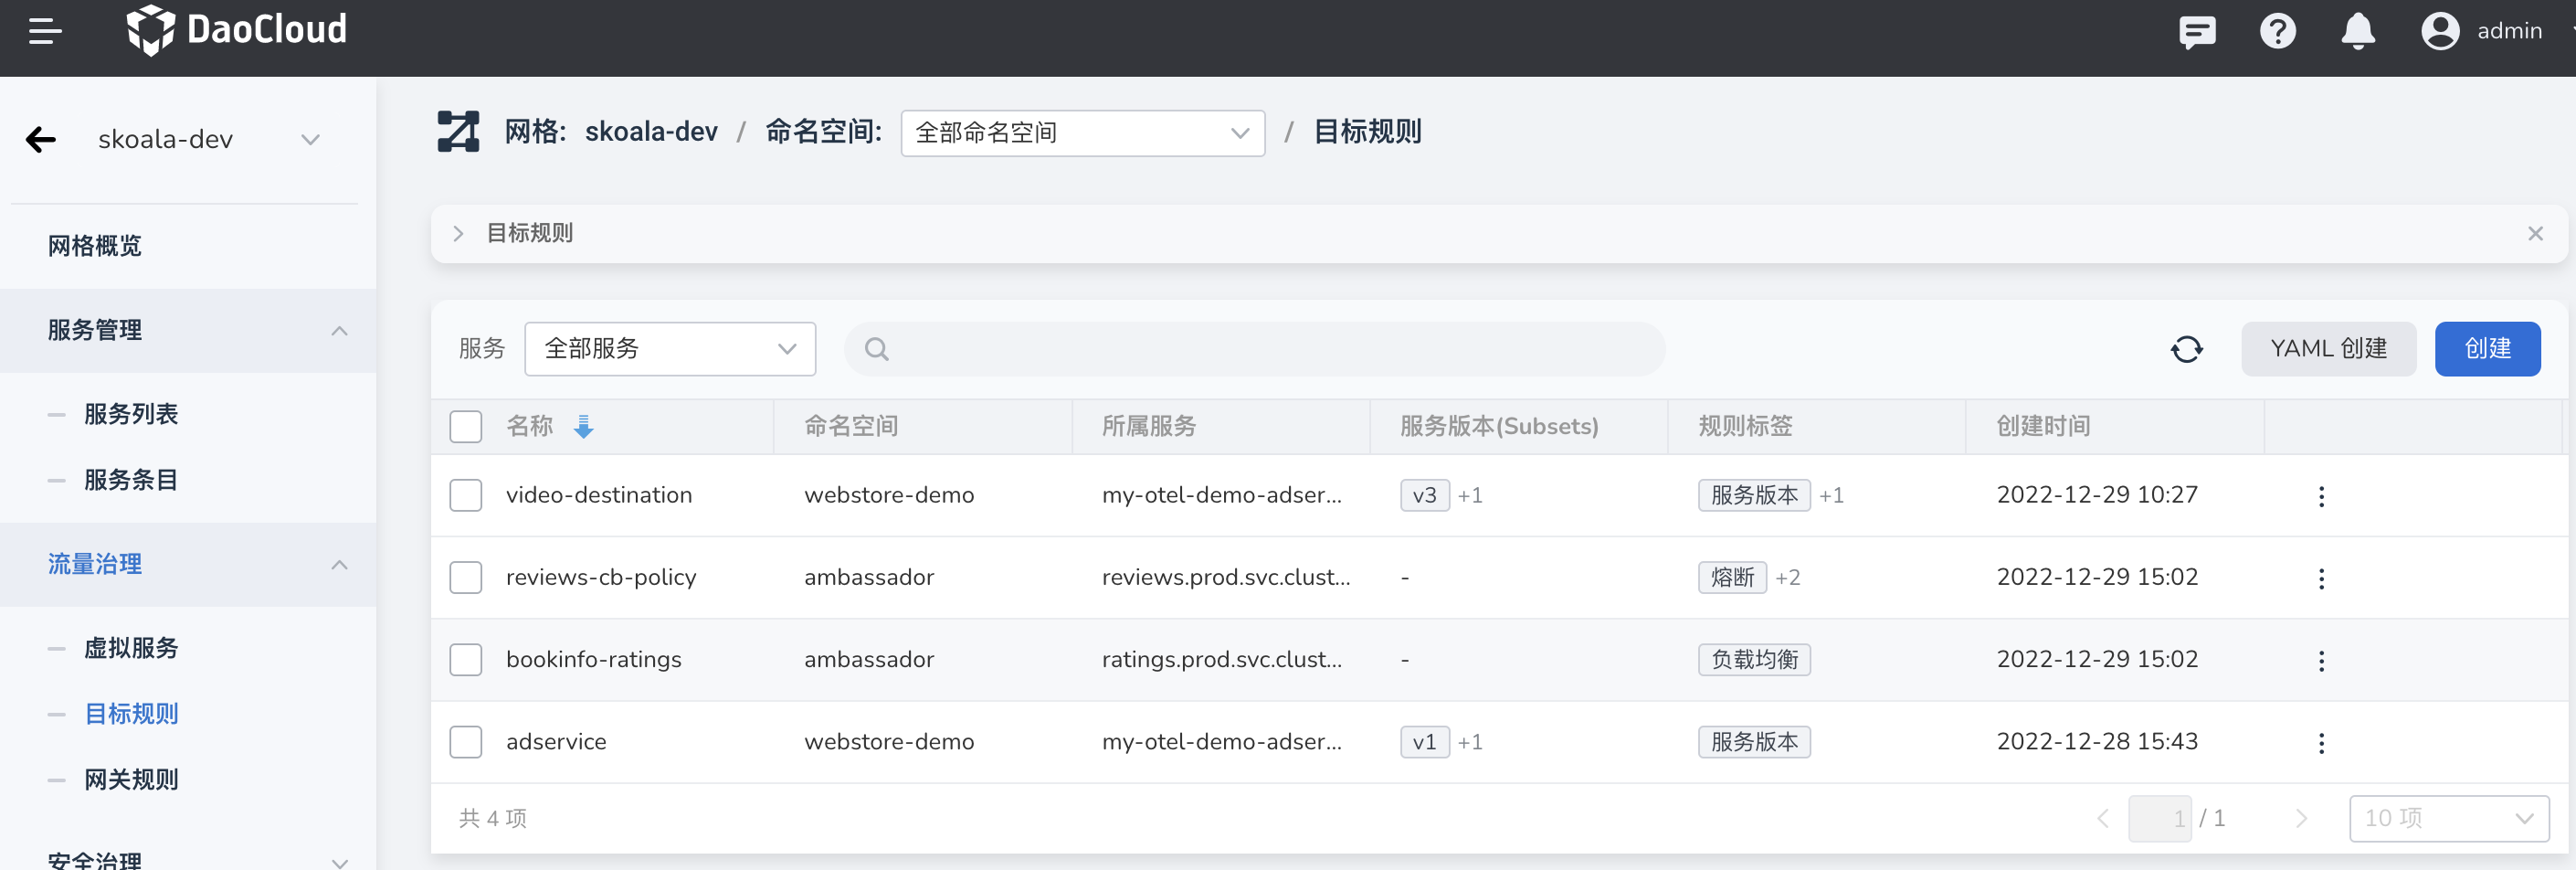 DaoCloud
admin
skoala-dev
网格概览
服务管理
服务列表
服务条目
流量治理
虚拟服务
目标规则
网关规则
安全治理
网格: skoala-dev / 命名空间: 全部命名空间 / 目标规则
目标规则
服务 全部服务 YAML 创建 创建
名称 命名空间 所属服务 服务版本(Subsets) 规则标签 创建时间
video-destination webstore-demo my-otel-demo-adser... v3 +1 服务版本 +1 2022-12-29 10:27
reviews-cb-policy ambassador reviews.prod.svc.clust... - 熔断 +2 2022-12-29 15:02
bookinfo-ratings ambassador ratings.prod.svc.clust... - 负载均衡 2022-12-29 15:02
adservice webstore-demo my-otel-demo-adser... v1 +1 服务版本 2022-12-28 15:43
共 4 项 1 / 1 10 项